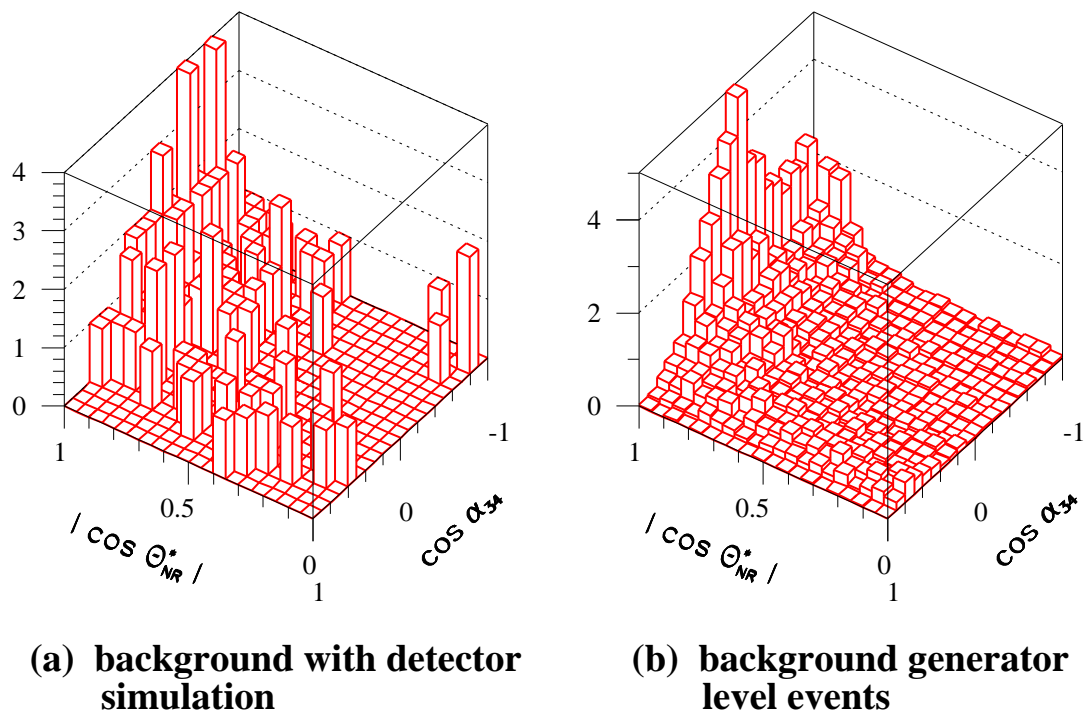 4
3
2
1
0
1
0.5
0
1
0
-1
| COS Θ*NR |
COS α34
4
2
0
1
0.5
0
1
0
-1
| COS Θ*NR |
COS α34
(a) background with detector
simulation
(b) background generator
level events